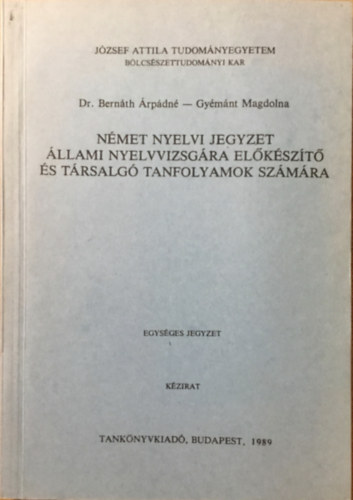 JÓZSEF ATTILA TUDOMÁNYEGYETEM
BÖLCSÉSZETTUDOMÁNYI KAR
Dr. Bernáth Árpádné — Gyémánt Magdolna
NÉMET NYELVI JEGYZET
ÁLLAMI NYELVVIZSGÁRA ELŐKÉSZÍTŐ
ÉS TÁRSALGÓ TANFOLYAMOK SZÁMÁRA
EGYSÉGES JEGYZET
KÉZIRAT
TANKÖNYVKIADÓ, BUDAPEST, 1989